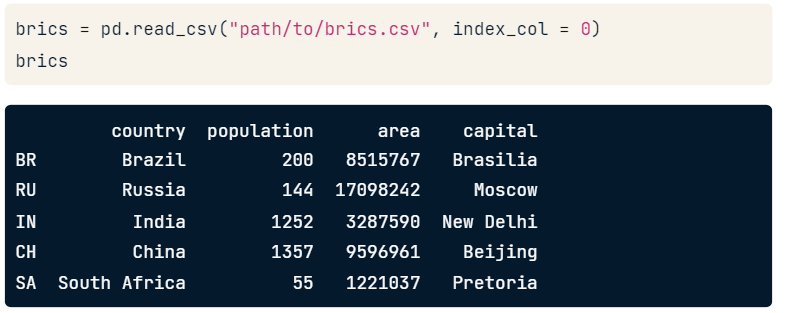 brics = pd.read_csv("path/to/brics.csv", index_col = 0)
brics
country population area capital
BR Brazil 200 8515767 Brasilia
RU Russia 144 17098242 Moscow
IN India 1252 3287590 New Delhi
CH China 1357 9596961 Beijing
SA South Africa 55 1221037 Pretoria